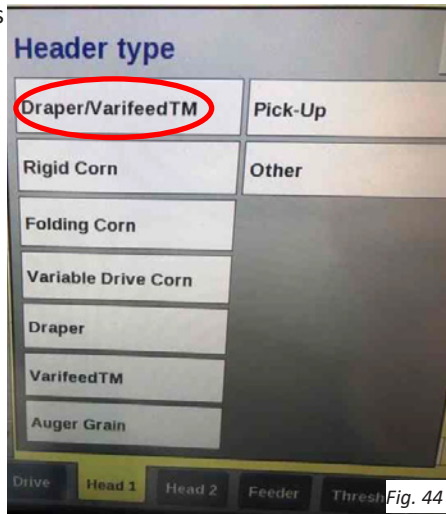 s
Header type
Draper/VarifeedTM
Pick-Up
Rigid Corn
Other
Folding Corn
Variable Drive Corn
Draper
VarifeedTM
Auger Grain
Drive
Head 1
Head 2
Feeder
Thresh
Fig. 44